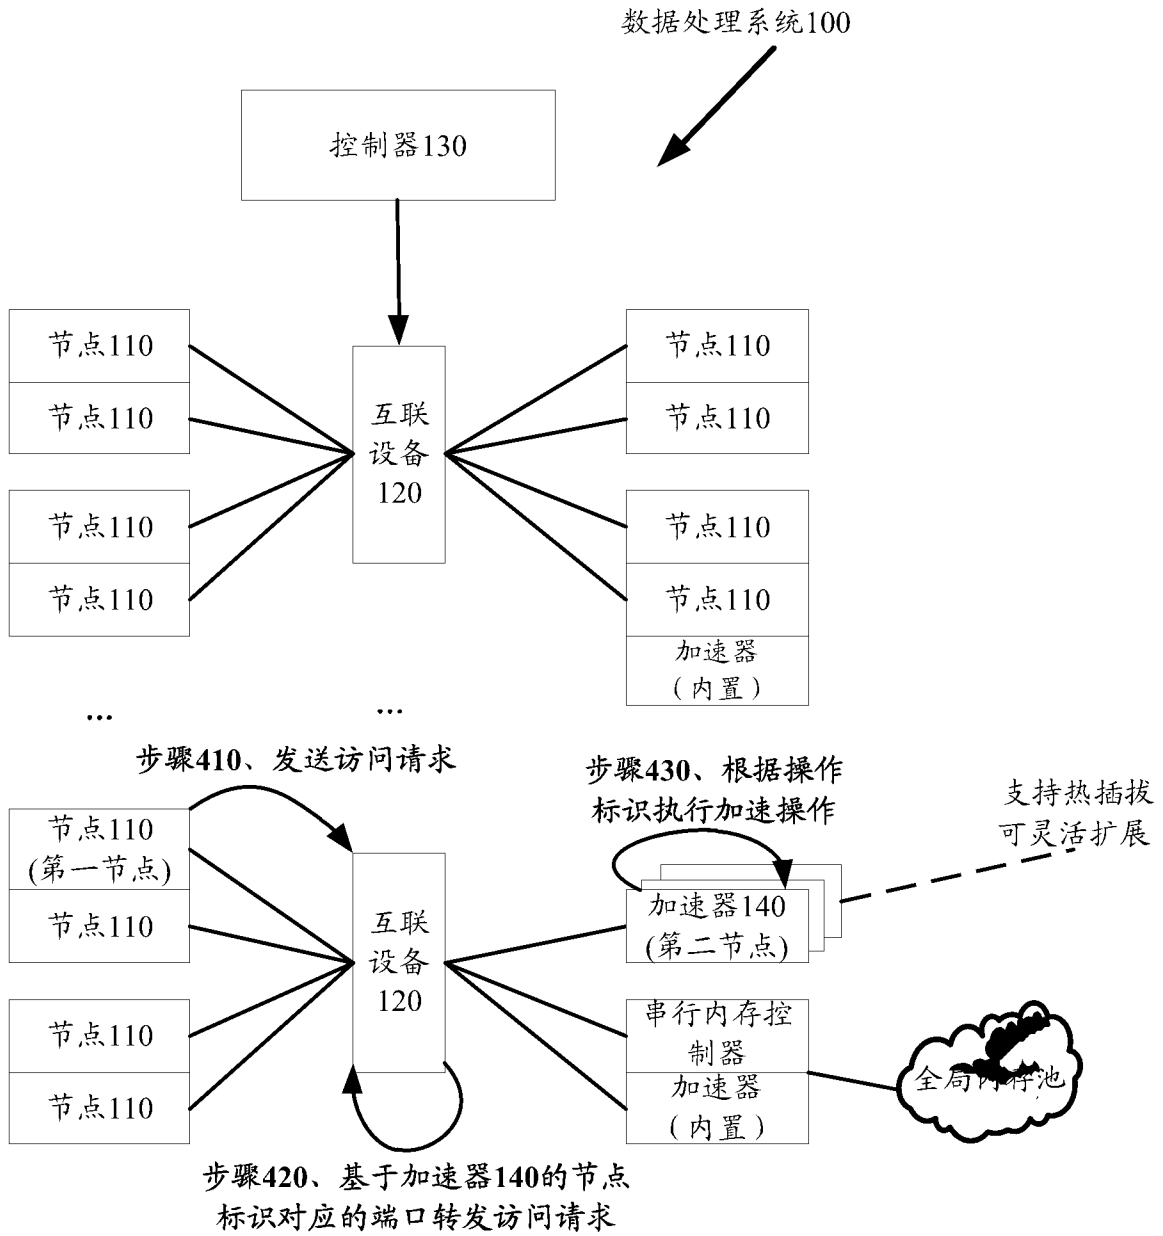 数据处理系统100
控制器130
节点110
节点110
节点110
节点110
互联
设备
120
节点110
节点110
节点110
节点110
加速器
（内置）
...
...
步骤410、发送访问请求
步骤430、根据操作
标识执行加速操作
支持热插拔
可灵活扩展
节点110
(第一节点)
节点110
节点110
节点110
互联
设备
120
加速器140
(第二节点)
串行内存控
制器
加速器
（内置）
全局内存池
步骤420、基于加速器140的节点
标识对应的端口转发访问请求